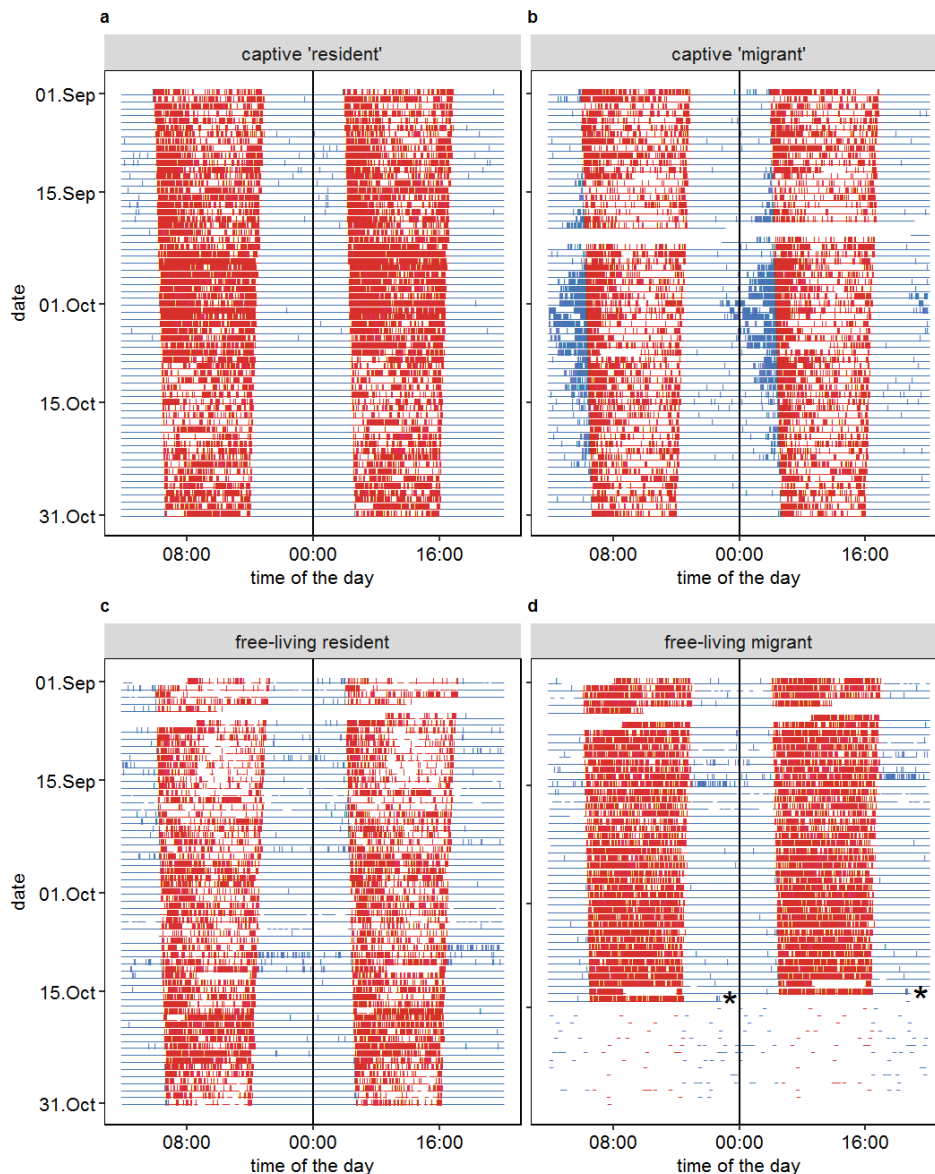 a
b
captive 'resident'
captive 'migrant'
01.Sep
15.Sep
01.Oct
15.Oct
31.Oct
date
08:00
00:00
16:00
08:00
00:00
16:00
time of the day
time of the day
c
d
free-living resident
free-living migrant
01.Sep
15.Sep
01.Oct
15.Oct
31.Oct
date
*
*
08:00
00:00
16:00
08:00
00:00
16:00
time of the day
time of the day